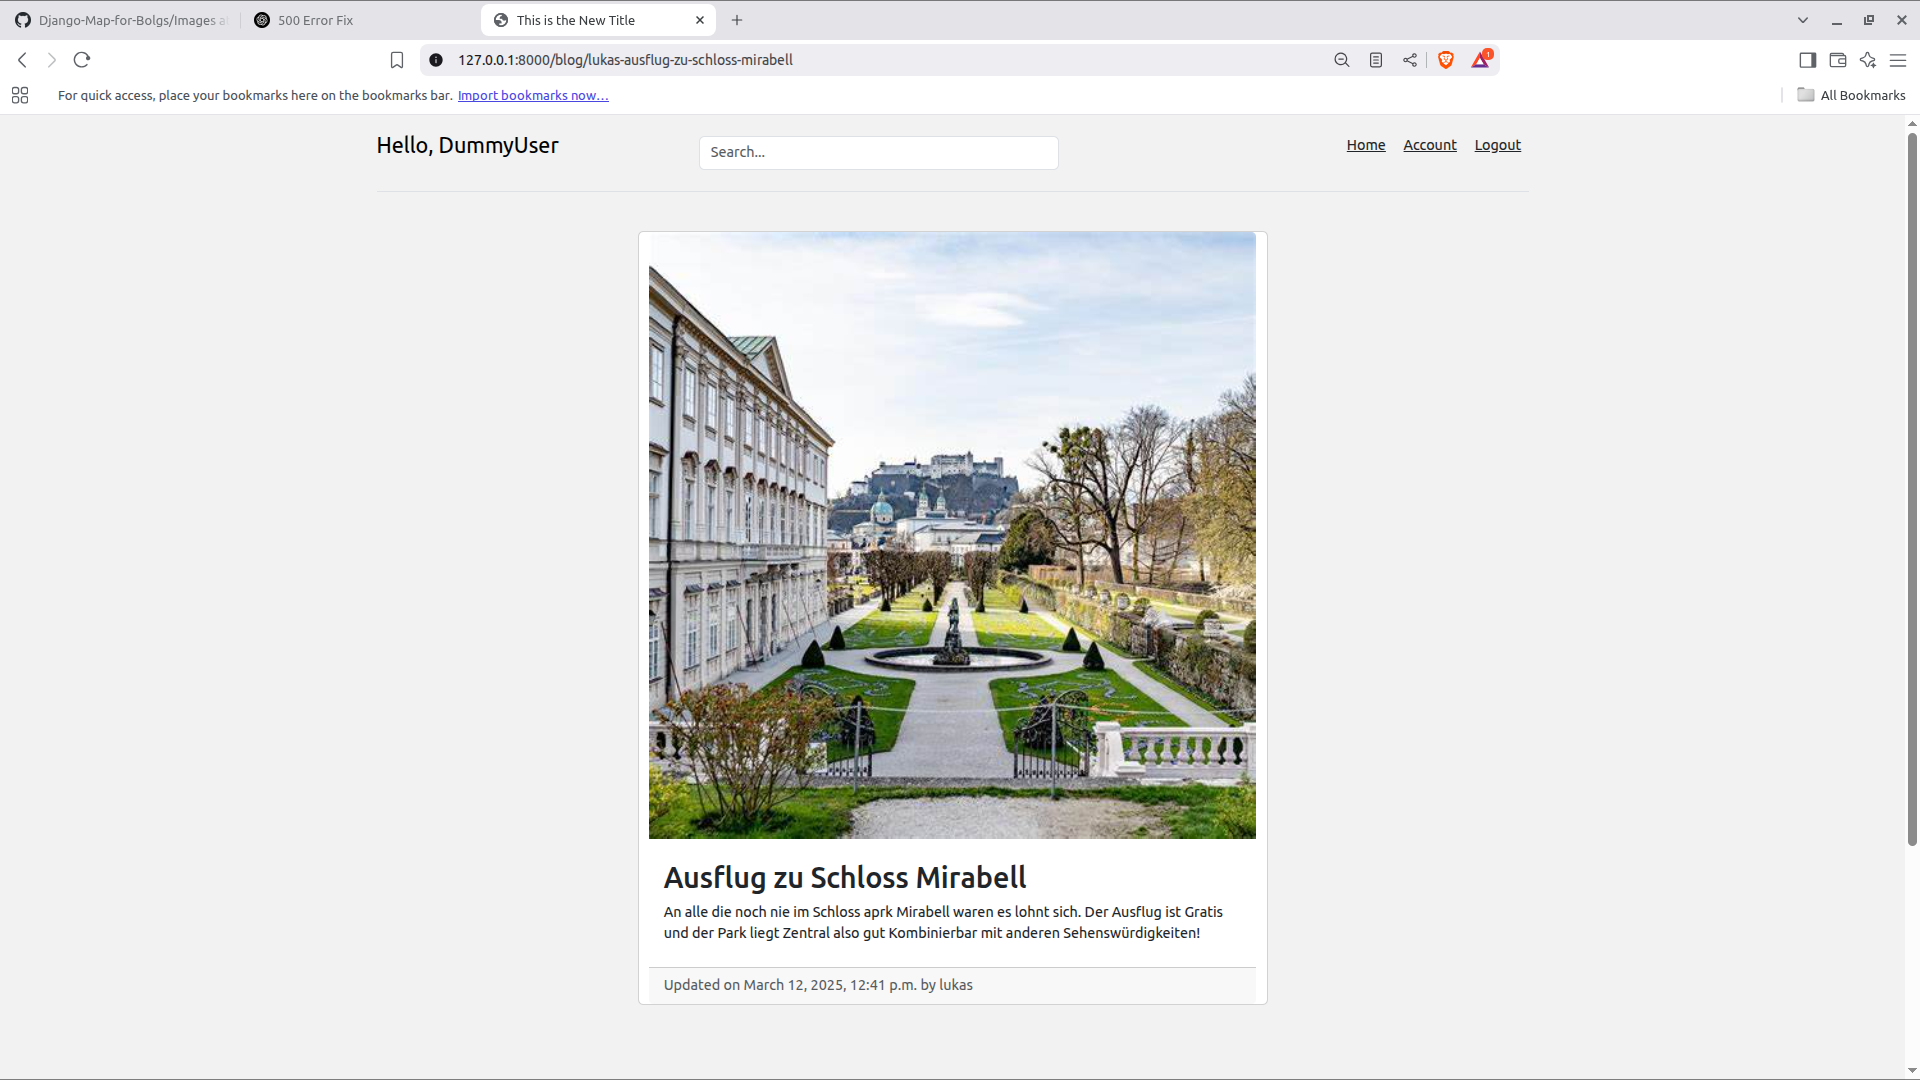 Django-Map-for-Bolgs/Images a
500 Error Fix
This is the New Title
127.0.0.1:8000/blog/lukas-ausflug-zu-schloss-mirabell
1
For quick access, place your bookmarks here on the bookmarks bar. Import bookmarks now...
All Bookmarks
Hello, DummyUser
Search...
Home Account Logout
Ausflug zu Schloss Mirabell
An alle die noch nie im Schloss aprk Mirabell waren es lohnt sich. Der Ausflug ist Gratis
und der Park liegt Zentral also gut Kombinierbar mit anderen Sehenswürdigkeiten!
Updated on March 12, 2025, 12:41 p.m. by lukas